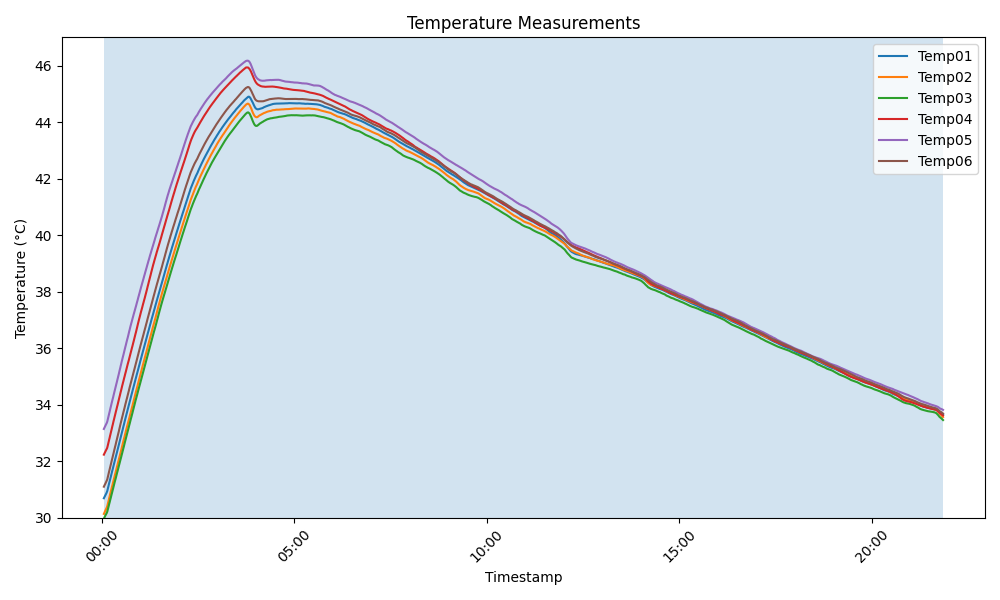 Temperature Measurements
Temp01
Temp02
Temp03
Temp04
Temp05
Temp06
46
44
42
40
38
36
34
32
30
Temperature (°C)
00:00
05:00
10:00
15:00
20:00
Timestamp